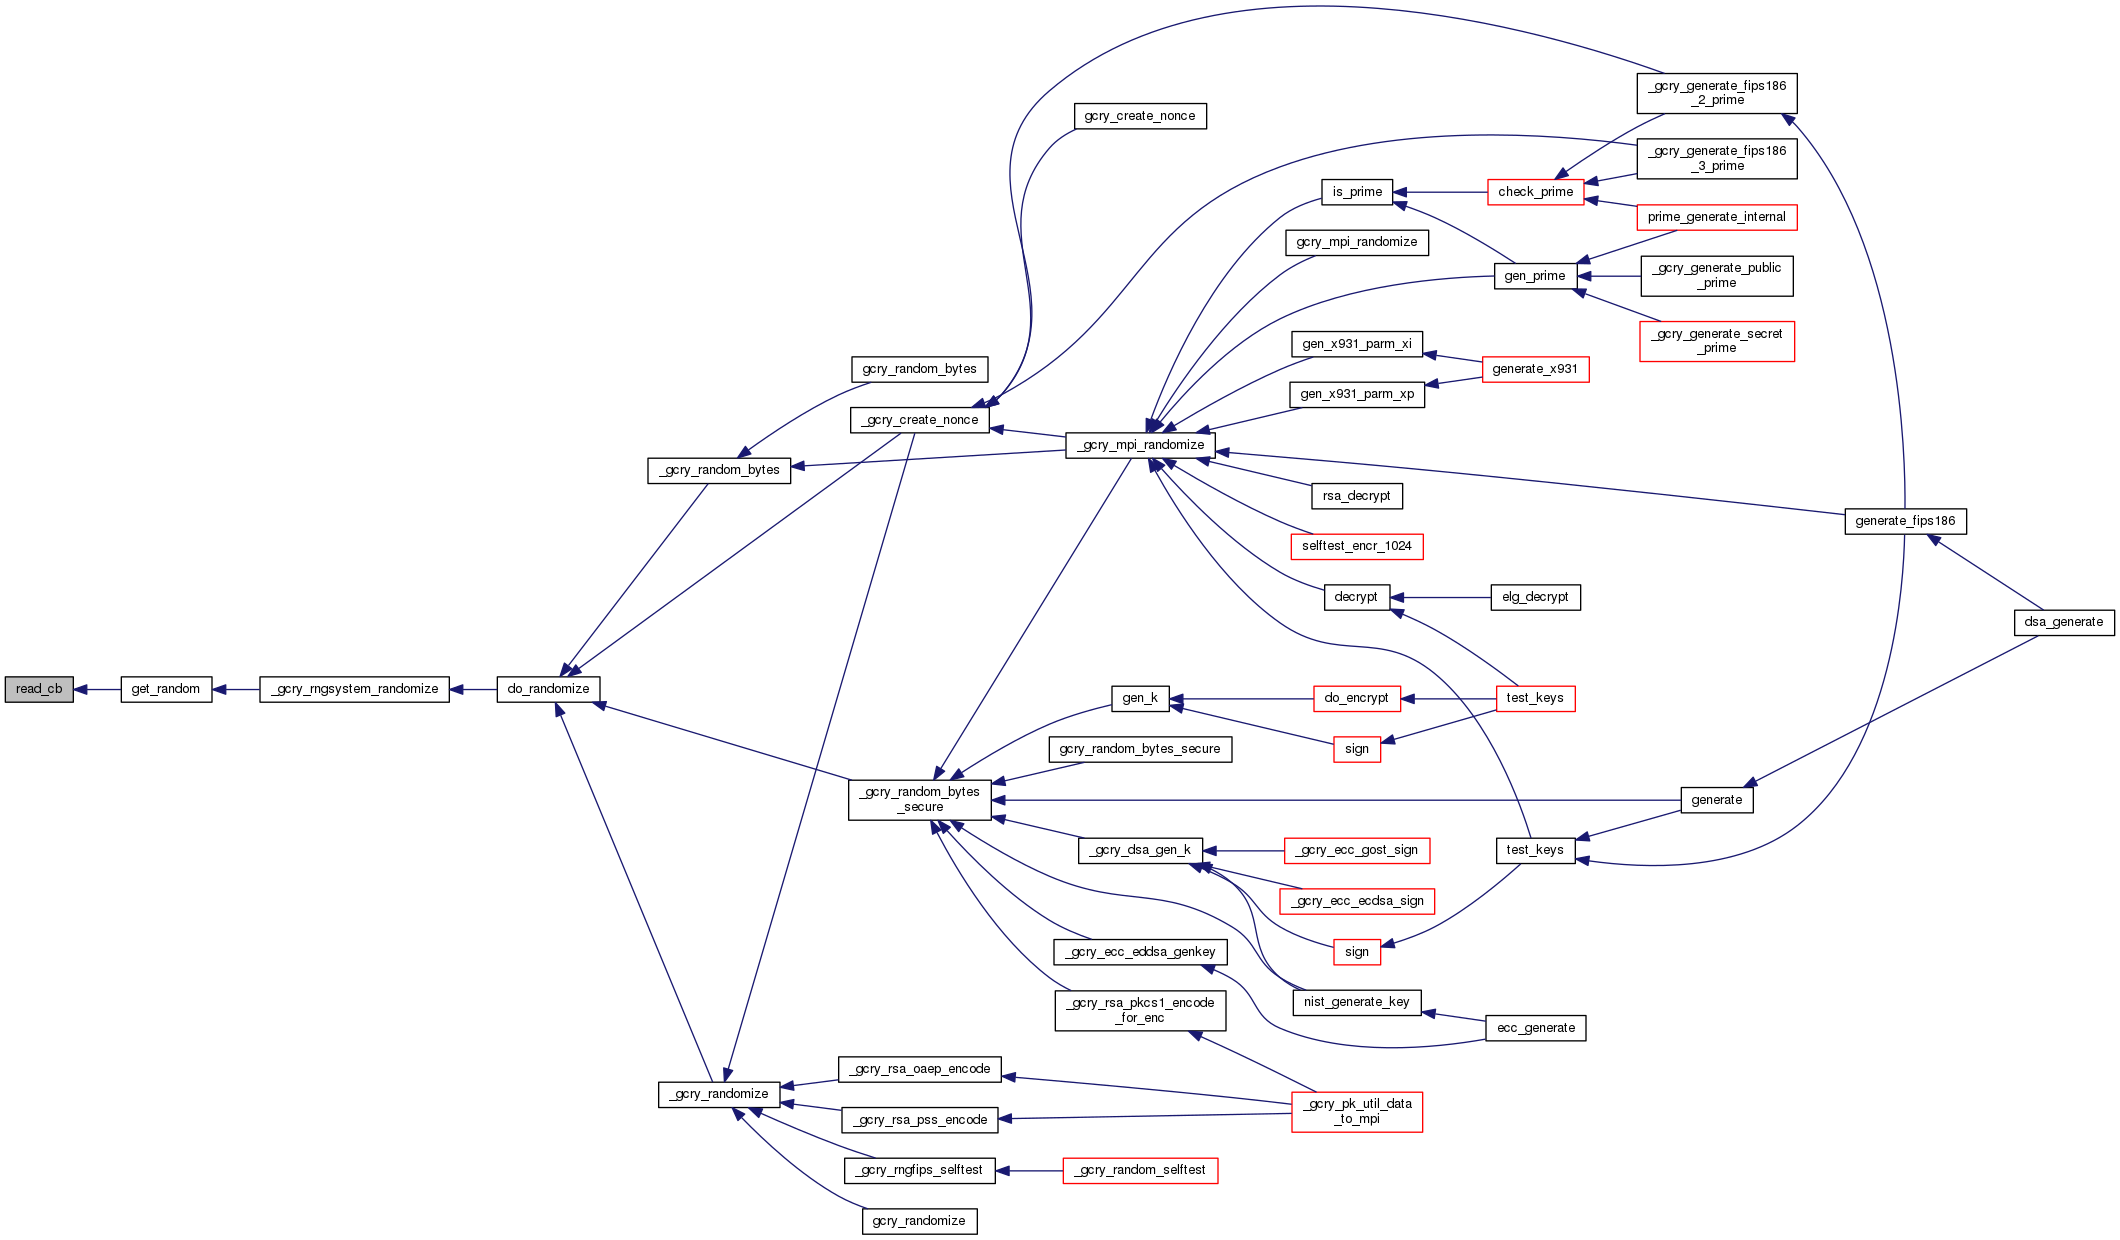 _gcry_generate_fips186
_2_prime
gcry_create_nonce
_gcry_generate_fips186
_3_prime
is_prime
check_prime
prime_generate_internal
gcry_mpi_randomize
gen_prime
_gcry_generate_public
_prime
_gcry_generate_secret
_prime
gen_x931_parm_xi
generate_x931
gcry_random_bytes
gen_x931_parm_xp
_gcry_create_nonce
_gcry_mpi_randomize
_gcry_random_bytes
rsa_decrypt
generate_fips186
selftest_encr_1024
decrypt
elg_decrypt
dsa_generate
read_cb
get_random
_gcry_rngsystem_randomize
do_randomize
gen_k
do_encrypt
test_keys
sign
gcry_random_bytes_secure
_gcry_random_bytes
_secure
generate
_gcry_dsa_gen_k
_gcry_ecc_gost_sign
test_keys
_gcry_ecc_ecdsa_sign
_gcry_ecc_eddsa_genkey
sign
_gcry_rsa_pkcs1_encode
_for_enc
nist_generate_key
ecc_generate
_gcry_rsa_oaep_encode
_gcry_randomize
_gcry_rsa_pss_encode
_gcry_pk_util_data
_to_mpi
_gcry_rngfips_selftest
_gcry_random_selftest
gcry_randomize